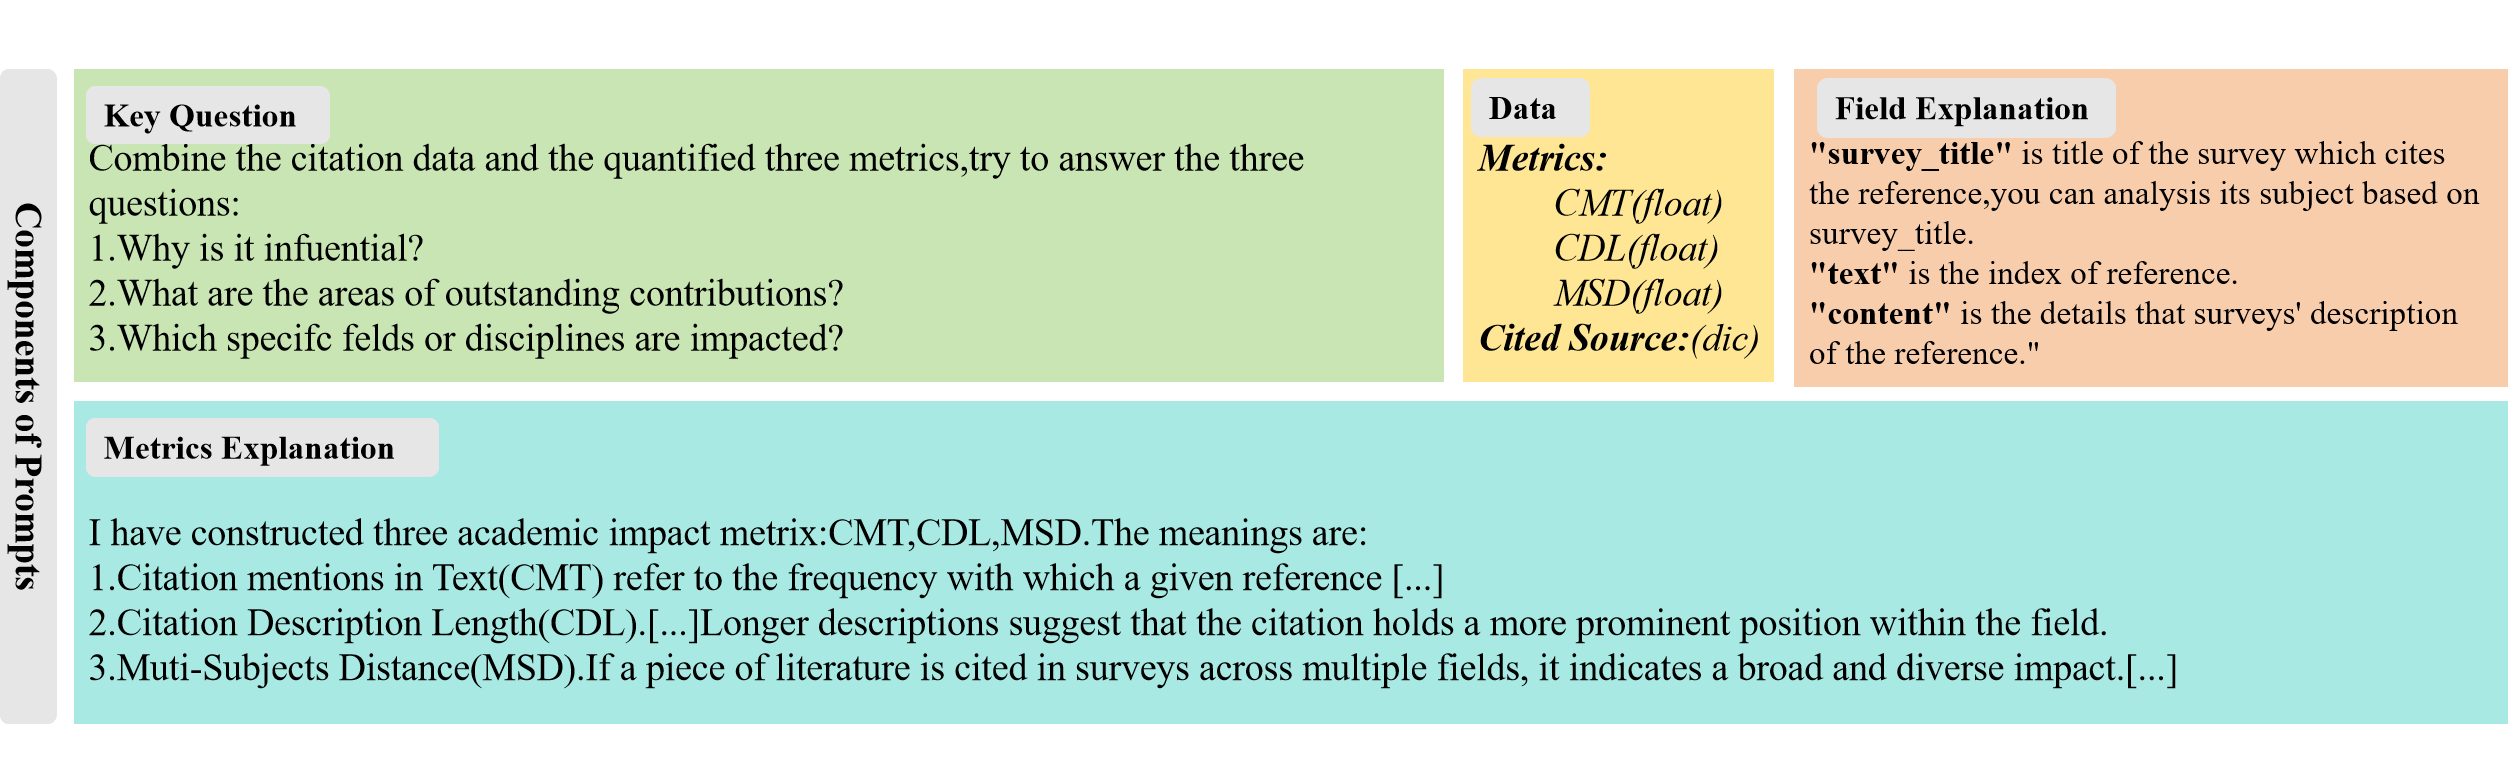 Components of Prompts
Key Question
Combine the citation data and the quantified three metrics,try to answer the three
questions:
1.Why is it infuential?
2.What are the areas of outstanding contributions?
3.Which specifc felds or disciplines are impacted?
Data
Metrics:
CMT(float)
CDL(float)
MSD(float)
Cited Source:(dic)
Field Explanation
"survey_title" is title of the survey which cites
the reference,you can analysis its subject based on
survey_title.
"text" is the index of reference.
"content" is the details that surveys' description
of the reference."
Metrics Explanation
I have constructed three academic impact metrix:CMT,CDL,MSD.The meanings are:
1.Citation mentions in Text(CMT) refer to the frequency with which a given reference [...]
2.Citation Description Length(CDL).[...]Longer descriptions suggest that the citation holds a more prominent position within the field.
3.Muti-Subjects Distance(MSD).If a piece of literature is cited in surveys across multiple fields, it indicates a broad and diverse impact.[...]